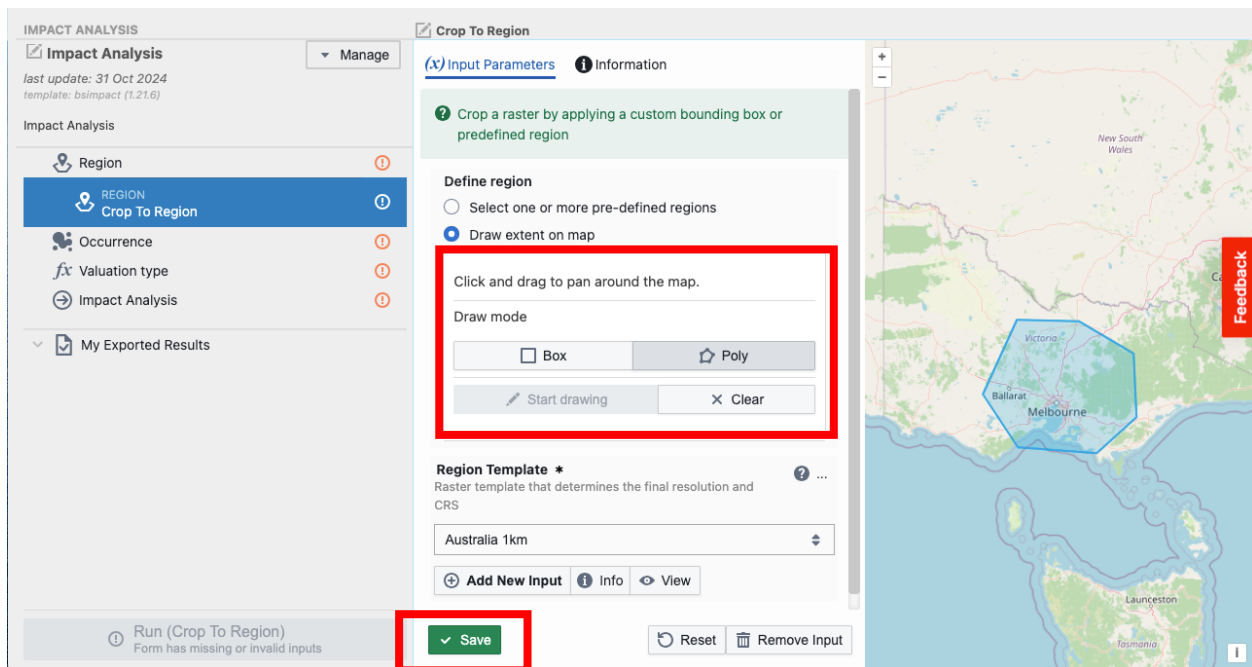 IMPACT ANALYSIS
Impact Analysis
Manage
last update: 31 Oct 2024
template: bsimpact (1.21.6)
Impact Analysis
Region
REGION
Crop To Region
Occurrence
fx Valuation type
Impact Analysis
My Exported Results
Run (Crop To Region)
Form has missing or invalid inputs
Crop To Region
(x) Input Parameters
Information
Crop a raster by applying a custom bounding box or
predefined region
Define region
Select one or more pre-defined regions
Draw extent on map
Click and drag to pan around the map.
Draw mode
Box
Poly
Start drawing
Clear
Region Template *
...
Raster template that determines the final resolution and
CRS
Australia 1km
Add New Input
Info
View
Save
Reset
Remove Input
+
−
New South
Wales
Feedback
Victoria
Ballarat
Melbourne
Launceston
Tasmania
i